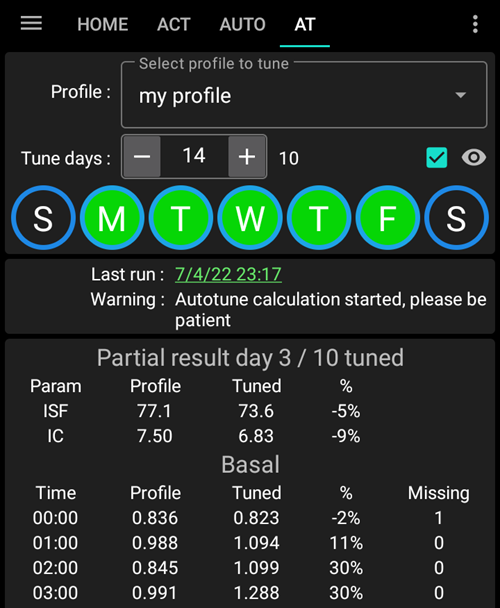 HOME ACT AUTO AT
Select profile to tune
Profile : my profile
Tune days : − 14 + 10
S M T W T F S
Last run : 7/4/22 23:17
Warning : Autotune calculation started, please be
patient
Partial result day 3 / 10 tuned
Param Profile Tuned %
ISF 77.1 73.6 -5%
IC 7.50 6.83 -9%
Basal
Time Profile Tuned % Missing
00:00 0.836 0.823 -2% 1
01:00 0.988 1.094 11% 0
02:00 0.845 1.099 30% 0
03:00 0.991 1.288 30% 0